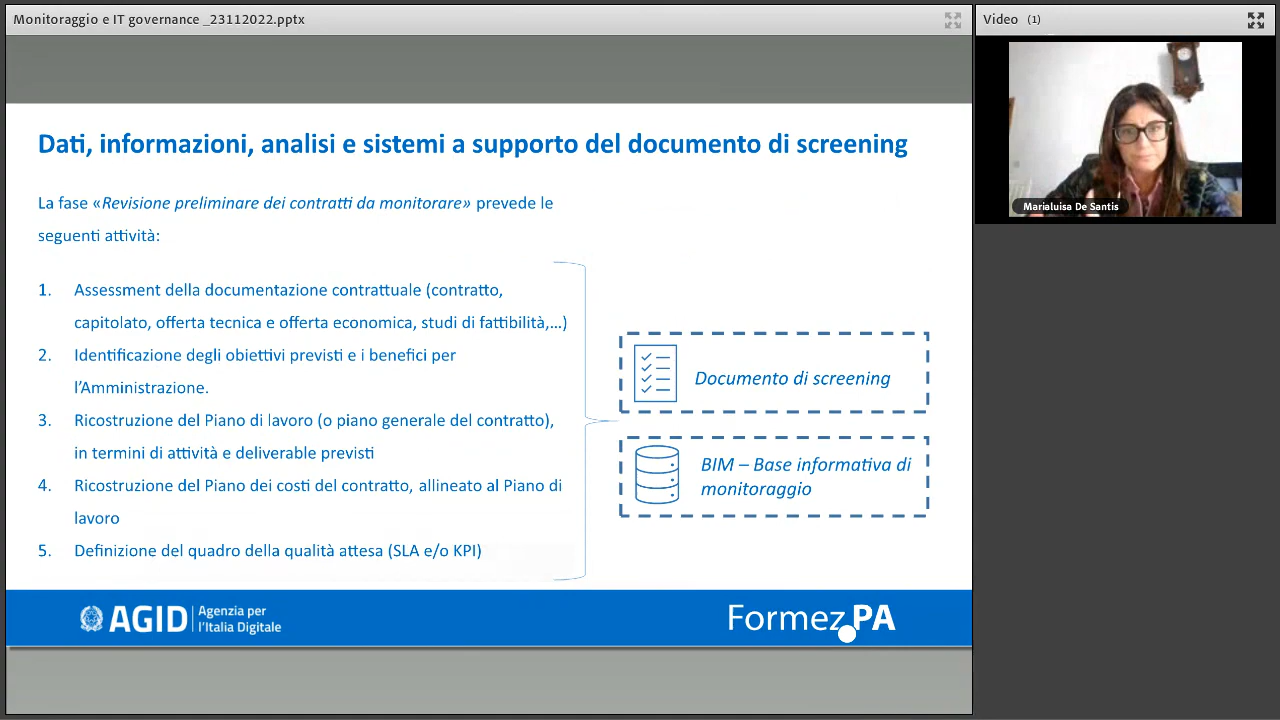 Monitoraggio e IT governance _23112022.pptx
Video (1)
Dati, informazioni, analisi e sistemi a supporto del documento di screening
La fase «Revisione preliminare dei contratti da monitorare» prevede le
seguenti attività:
1. Assessment della documentazione contrattuale (contratto,
capitolato, offerta tecnica e offerta economica, studi di fattibilità,...)
2. Identificazione degli obiettivi previsti e i benefici per
l'Amministrazione.
3. Ricostruzione del Piano di lavoro (o piano generale del contratto),
in termini di attività e deliverable previsti
4. Ricostruzione del Piano dei costi del contratto, allineato al Piano di
lavoro
5. Definizione del quadro della qualità attesa (SLA e/o KPI)
Documento di screening
BIM – Base informativa di
monitoraggio
Marialuisa De Santis
AGID Agenzia per
l'Italia Digitale
Formez PA